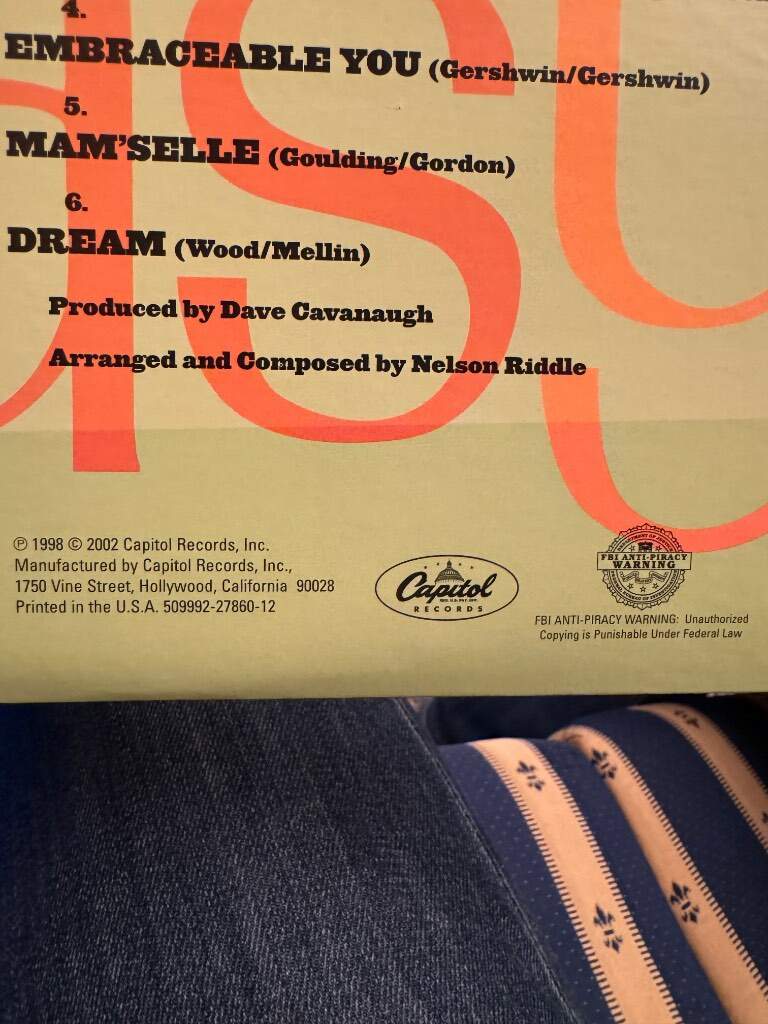 4.
EMBRACEABLE YOU (Gershwin/Gershwin)
5.
MAM'SELLE (Goulding/Gordon)
6.
DREAM (Wood/Mellin)
Produced by Dave Cavanaugh
Arranged and Composed by Nelson Riddle
℗ 1998 © 2002 Capitol Records, Inc.
Manufactured by Capitol Records, Inc.,
1750 Vine Street, Hollywood, California 90028
Printed in the U.S.A. 509992-27860-12
Capitol
RECORDS
FBI ANTI-PIRACY
WARNING
FBI ANTI-PIRACY WARNING: Unauthorized
Copying is Punishable Under Federal Law